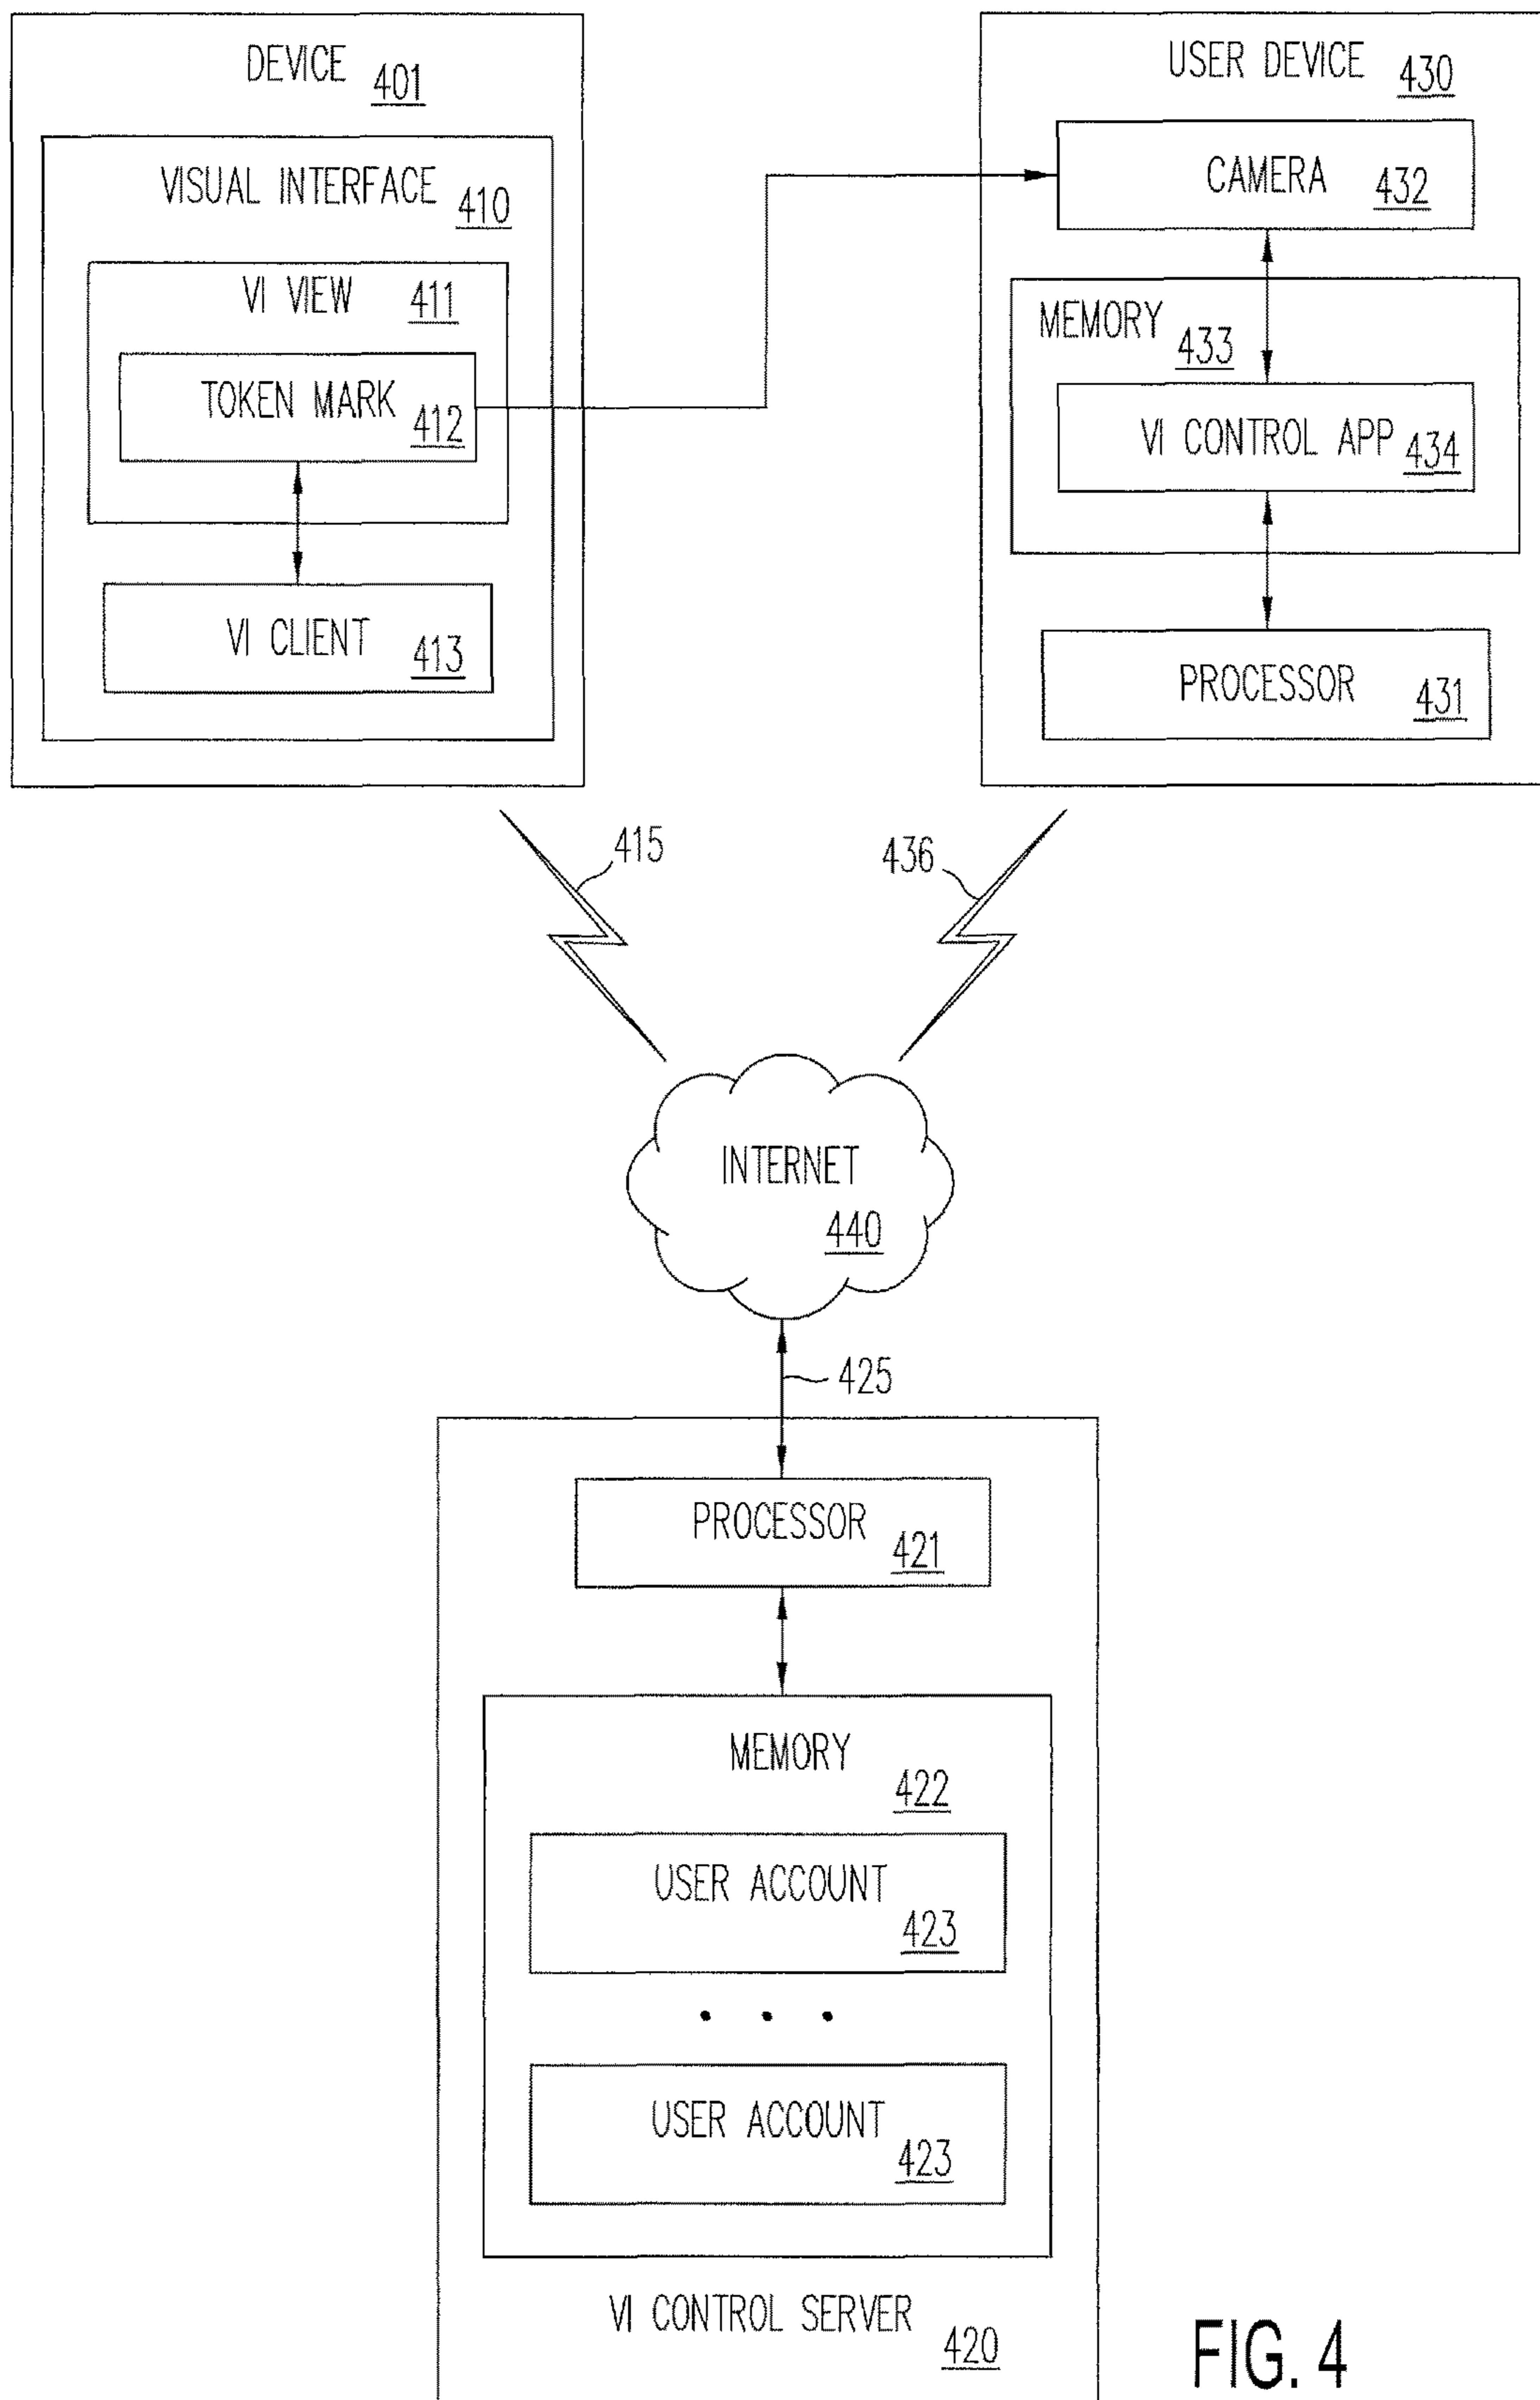 DEVICE 401
VISUAL INTERFACE 410
VI VIEW 411
TOKEN MARK 412
VI CLIENT 413
USER DEVICE 430
CAMERA 432
MEMORY 433
VI CONTROL APP 434
PROCESSOR 431
415
436
INTERNET 440
425
PROCESSOR 421
MEMORY 422
USER ACCOUNT 423
• • •
USER ACCOUNT 423
VI CONTROL SERVER 420
FIG. 4